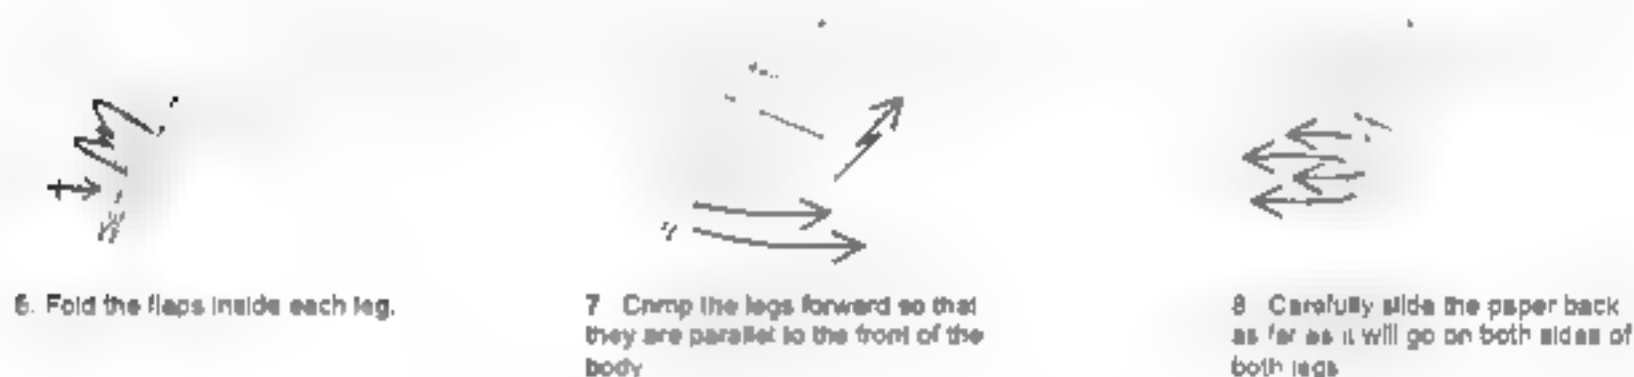 6. Fold the flaps inside each leg.
7 Crimp the legs forward so that
they are parallel to the front of the
body
8 Carefully slide the paper back
as far as it will go on both sides of
both legs